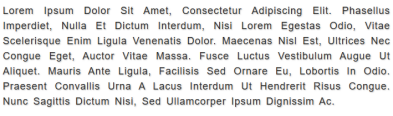 Lorem Ipsum Dolor Sit Amet, Consectetur Adipiscing Elit. Phasellus
Imperdiet, Nulla Et Dictum Interdum, Nisi Lorem Egestas Odio, Vitae
Scelerisque Enim Ligula Venenatis Dolor. Maecenas Nisl Est, Ultrices Nec
Congue Eget, Auctor Vitae Massa. Fusce Luctus Vestibulum Augue Ut
Aliquet. Mauris Ante Ligula, Facilisis Sed Ornare Eu, Lobortis In Odio.
Praesent Convallis Urna A Lacus Interdum Ut Hendrerit Risus Congue.
Nunc Sagittis Dictum Nisi, Sed Ullamcorper Ipsum Dignissim Ac.